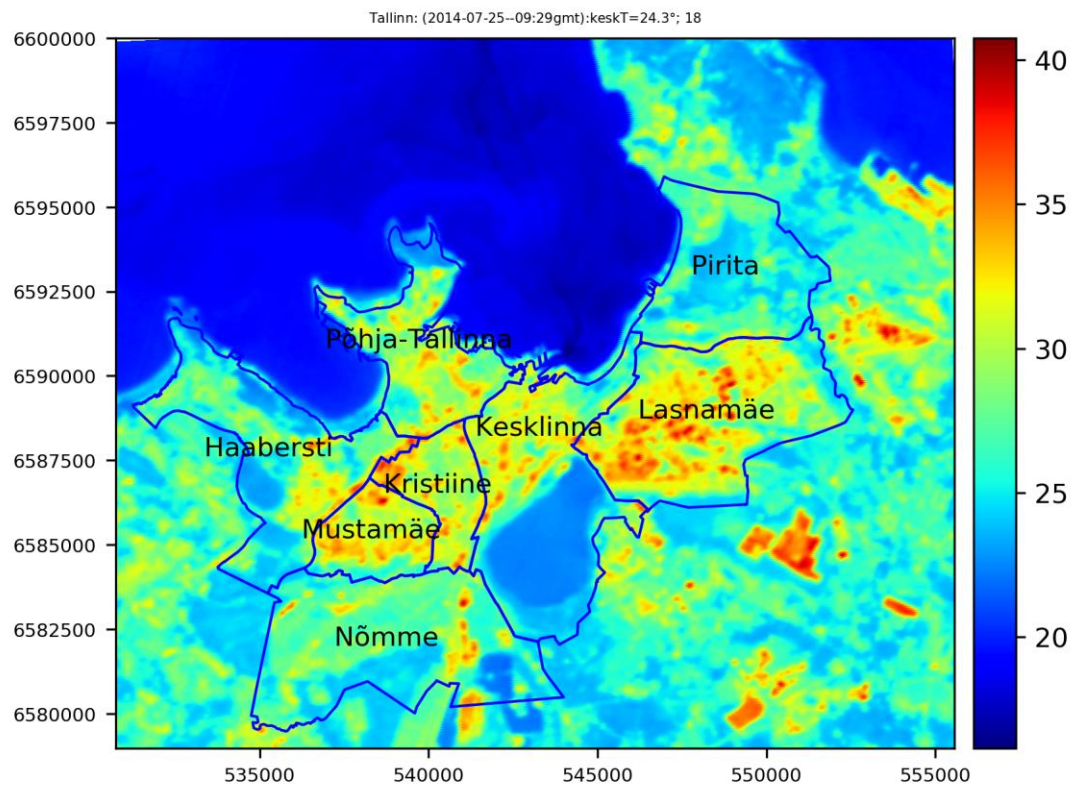 Tallinn: (2014-07-25--09:29gmt):keskT=24.3°; 18
6600000
6597500
6595000
6592500
6590000
6587500
6585000
6582500
6580000
Pirita
Põhja-Tallinna
Lasnamäe
Kesklinna
Haabersti
Kristiine
Mustamäe
Nõmme
535000 540000 545000 550000 555000
40
35
30
25
20